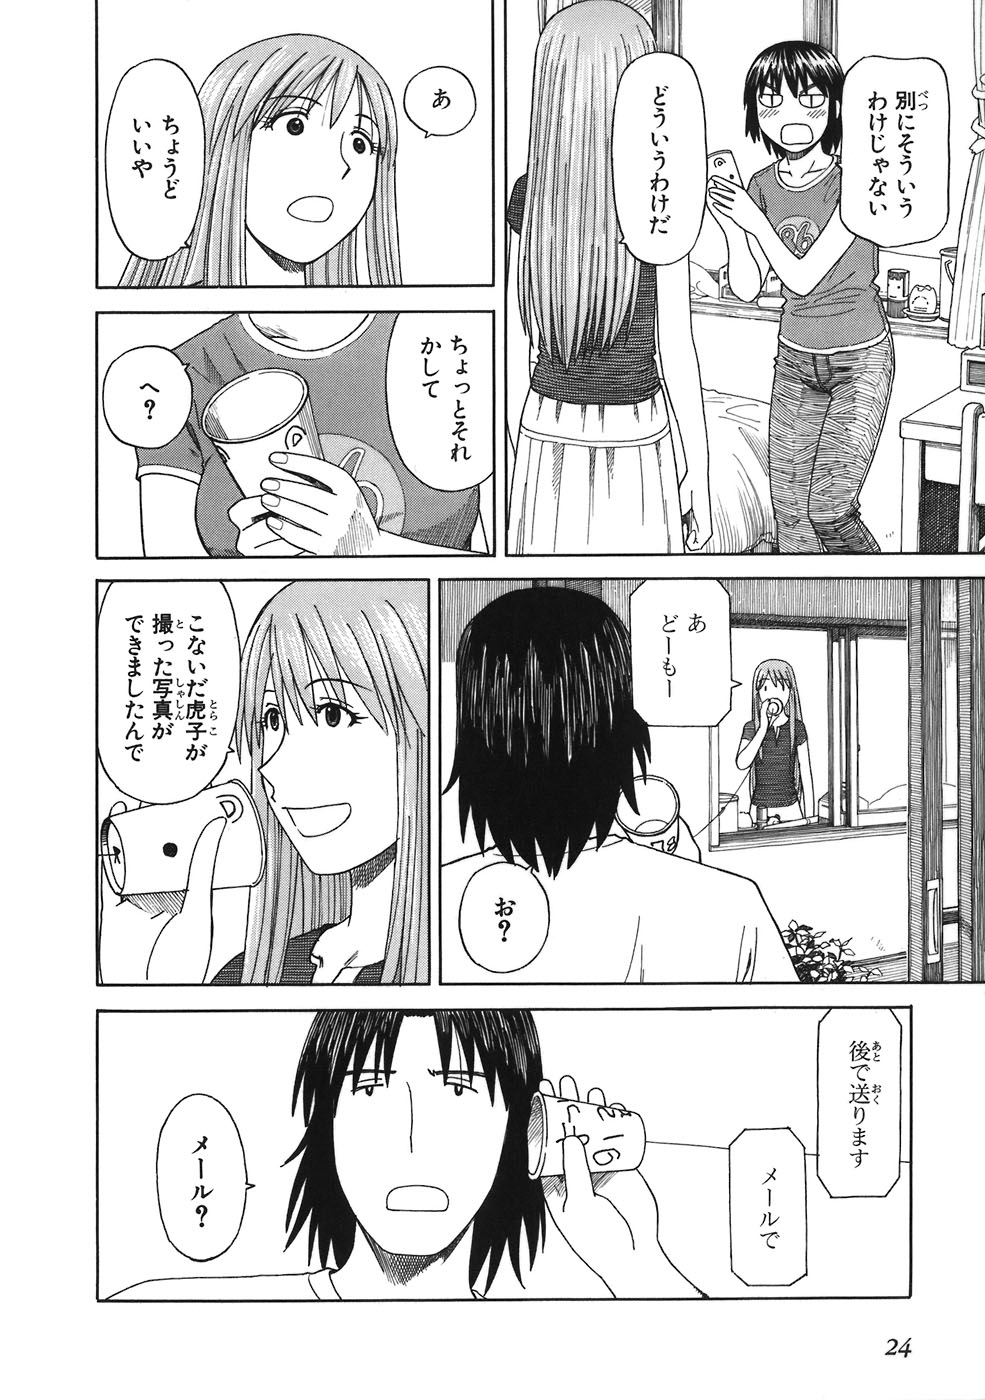 別にそういう
わけじゃない
どういうわけだ
あ
ちょうど
いいや
ちょっとそれ
かして
へ?
あ
どーもー
お?
こないだ虎子が
撮った写真が
できましたんで
後で送ります
メールで
メール?
24